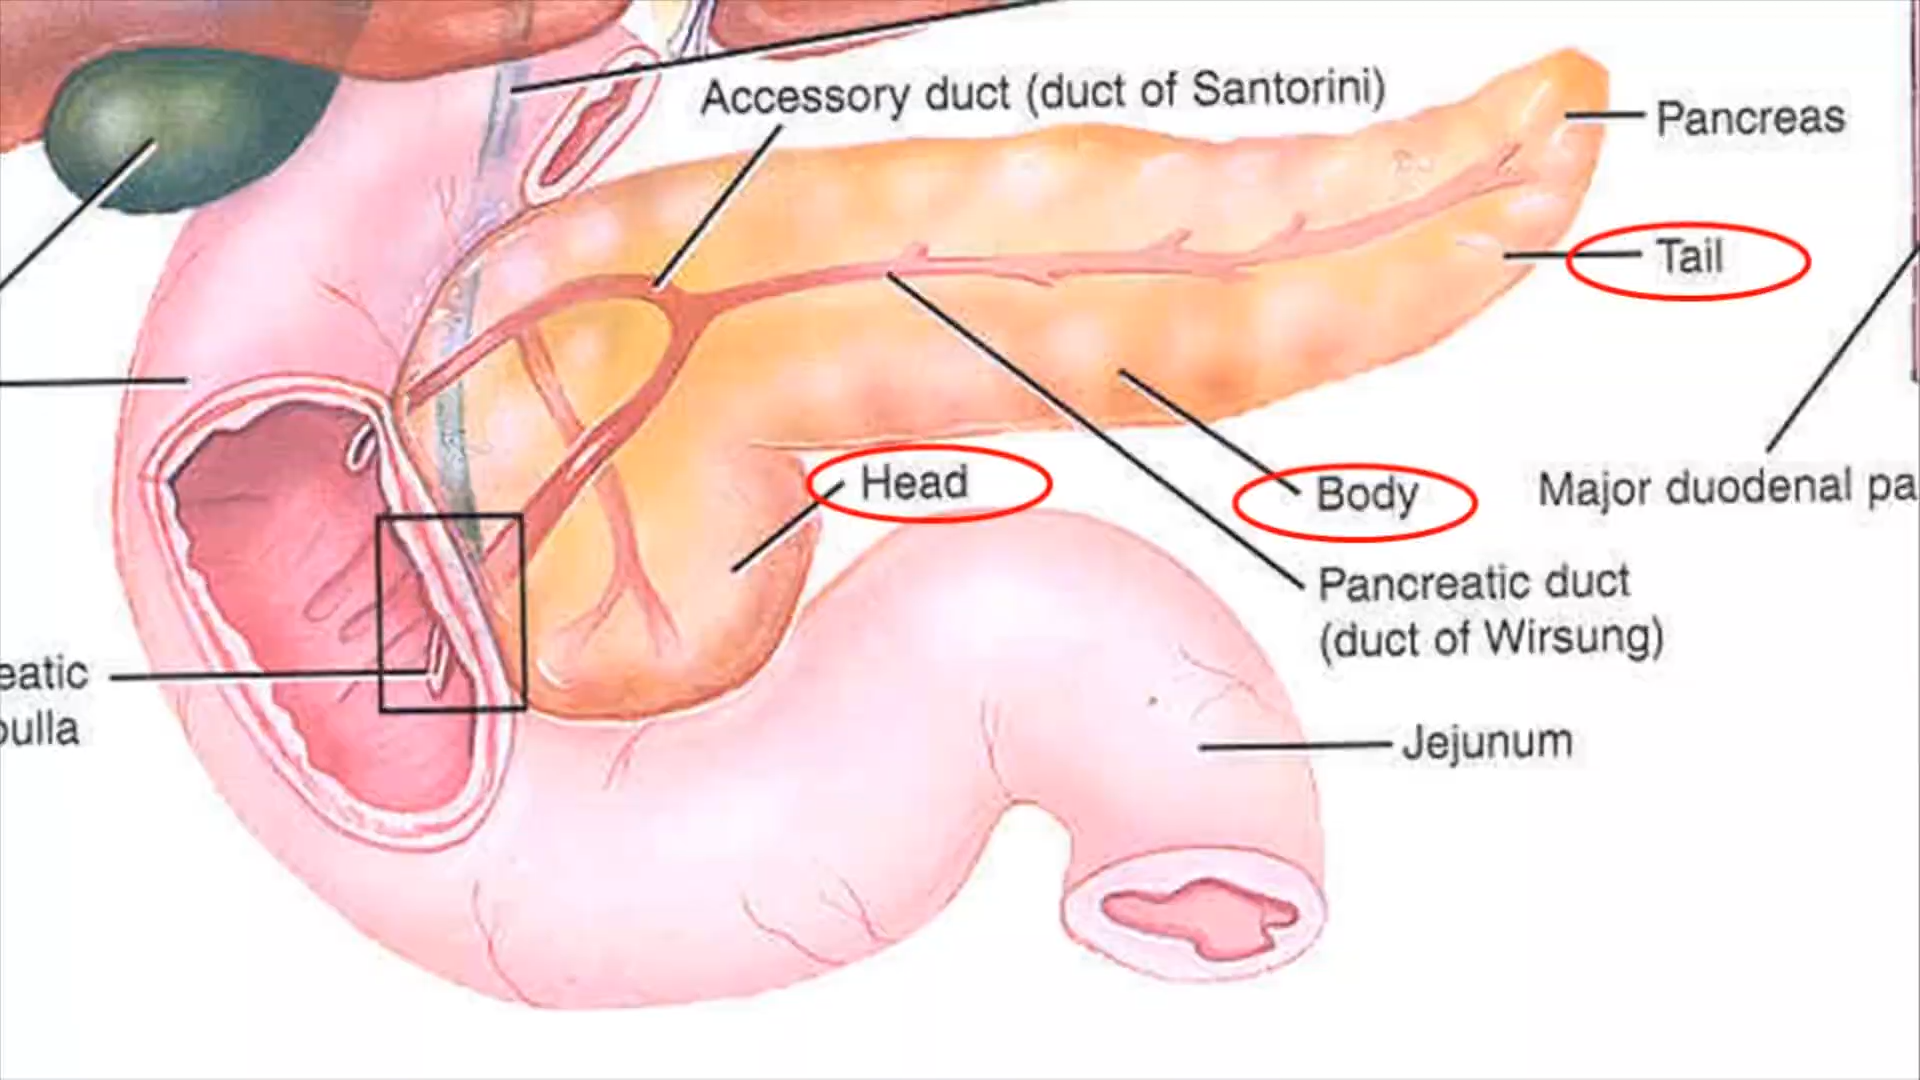 Accessory duct (duct of Santorini)
Pancreas
Tail
Head
Body
Major duodenal pa
Pancreatic duct
(duct of Wirsung)
eatic
bulla
Jejunum